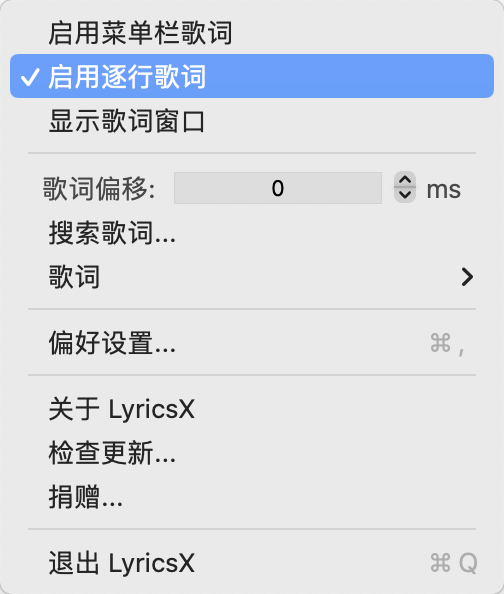 启用菜单栏歌词
✓ 启用逐行歌词
显示歌词窗口
歌词偏移: 0 ms
搜索歌词...
歌词
偏好设置... ⌘ ,
关于 LyricsX
检查更新...
捐赠...
退出 LyricsX ⌘ Q